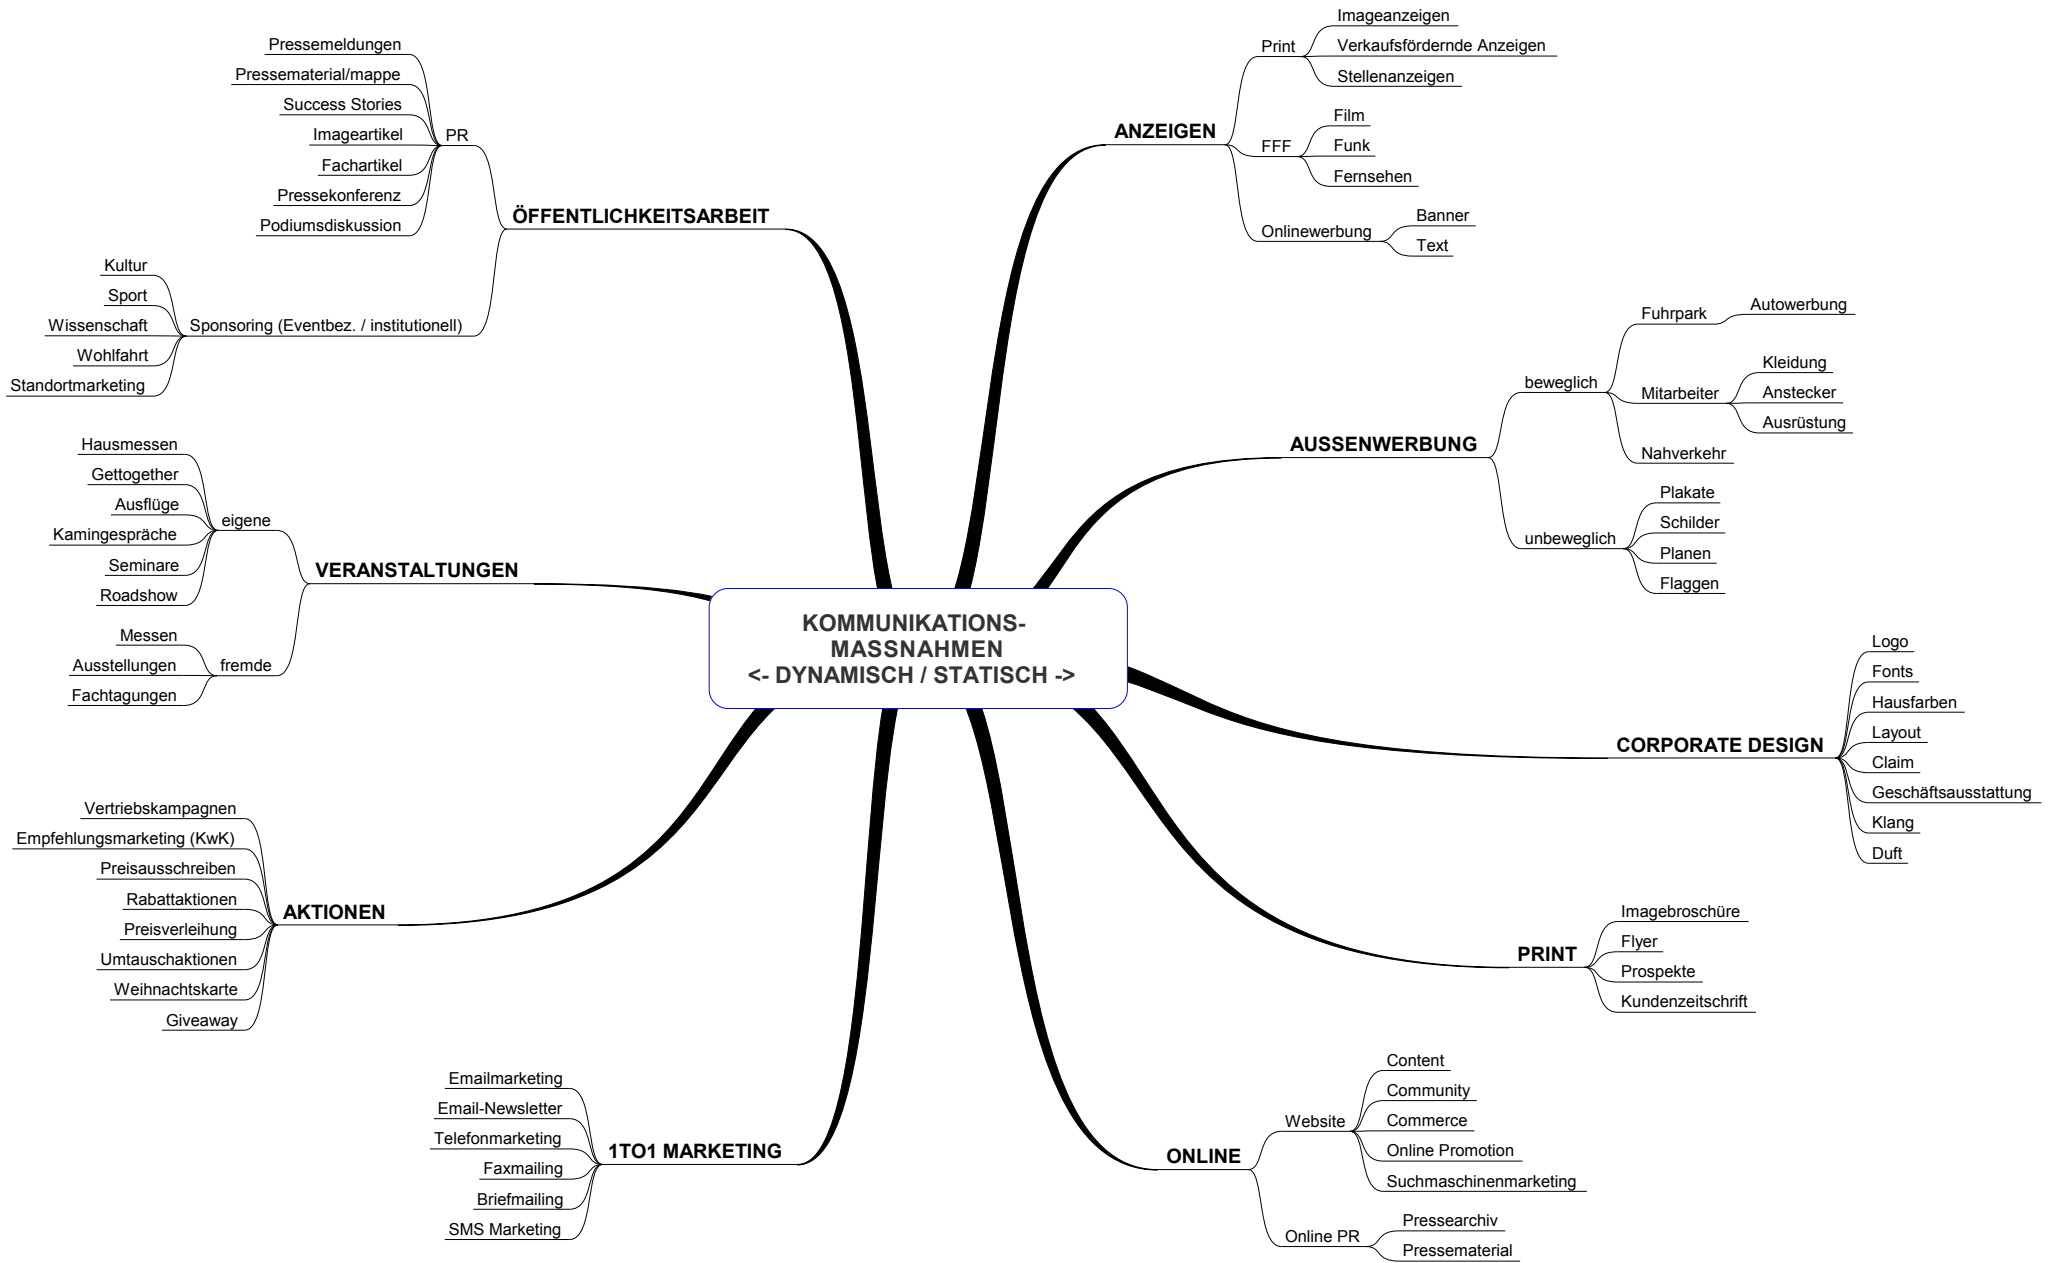 KOMMUNIKATIONS-
MASSNAHMEN
<- DYNAMISCH / STATISCH ->
ANZEIGEN
Print
Imageanzeigen
Verkaufsfördernde Anzeigen
Stellenanzeigen
FFF
Film
Funk
Fernsehen
Onlinewerbung
Banner
Text
AUSSENWERBUNG
beweglich
Fuhrpark
Autowerbung
Mitarbeiter
Kleidung
Anstecker
Ausrüstung
Nahverkehr
unbeweglich
Plakate
Schilder
Planen
Flaggen
CORPORATE DESIGN
Logo
Fonts
Hausfarben
Layout
Claim
Geschäftsausstattung
Klang
Duft
PRINT
Imagebroschüre
Flyer
Prospekte
Kundenzeitschrift
ONLINE
Website
Content
Community
Commerce
Online Promotion
Suchmaschinenmarketing
Online PR
Pressearchiv
Pressematerial
ÖFFENTLICHKEITSARBEIT
PR
Pressemeldungen
Pressematerial/mappe
Success Stories
Imageartikel
Fachartikel
Pressekonferenz
Podiumsdiskussion
Sponsoring (Eventbez. / institutionell)
Kultur
Sport
Wissenschaft
Wohlfahrt
Standortmarketing
VERANSTALTUNGEN
eigene
Hausmessen
Gettogether
Ausflüge
Kamingespräche
Seminare
Roadshow
fremde
Messen
Ausstellungen
Fachtagungen
AKTIONEN
Vertriebskampagnen
Empfehlungsmarketing (KwK)
Preisausschreiben
Rabattaktionen
Preisverleihung
Umtauschaktionen
Weihnachtskarte
Giveaway
1TO1 MARKETING
Emailmarketing
Email-Newsletter
Telefonmarketing
Faxmailing
Briefmailing
SMS Marketing